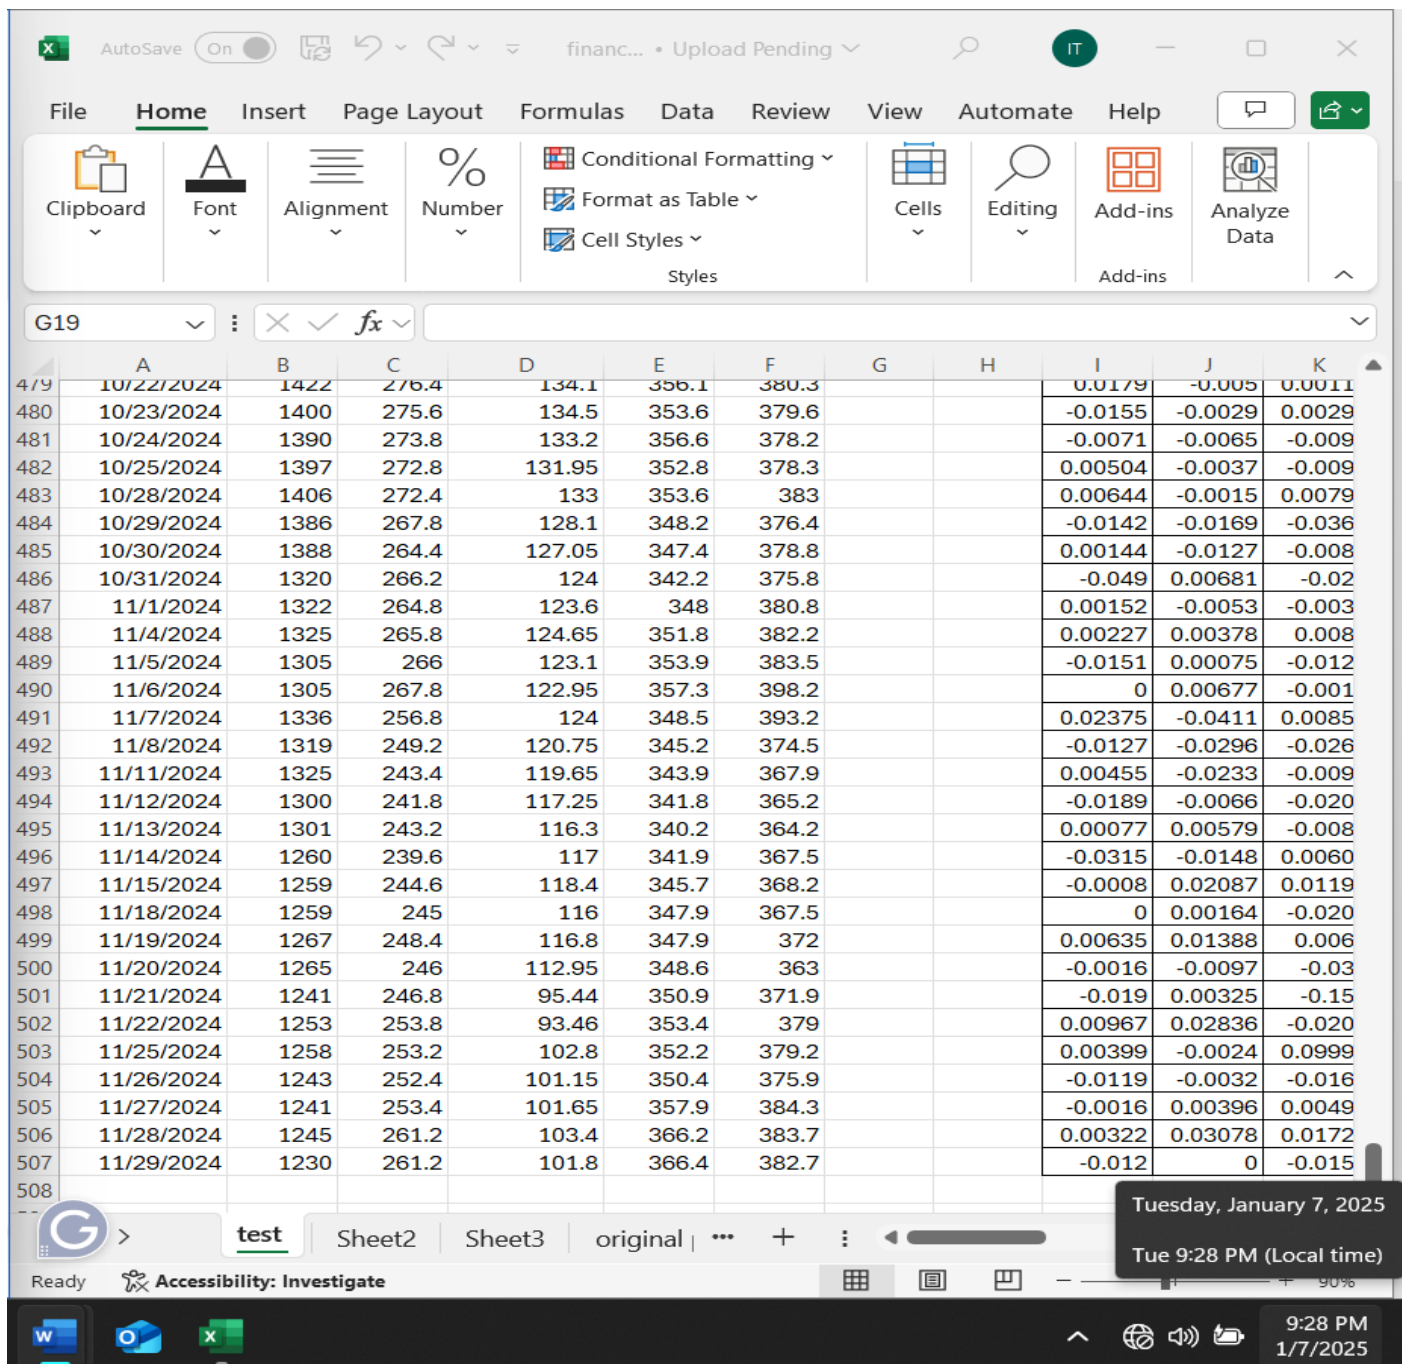 AutoSave On financ... • Upload Pending IT
File Home Insert Page Layout Formulas Data Review View Automate Help
Clipboard Font Alignment Number Conditional Formatting Format as Table Cell Styles Cells Editing Add-ins Analyze Data
Styles Add-ins
G19 fx
A B C D E F G H I J K
479 10/22/2024 1422 276.4 134.1 356.1 380.3 0.0179 -0.005 0.0011
480 10/23/2024 1400 275.6 134.5 353.6 379.6 -0.0155 -0.0029 0.0029
481 10/24/2024 1390 273.8 133.2 356.6 378.2 -0.0071 -0.0065 -0.009
482 10/25/2024 1397 272.8 131.95 352.8 378.3 0.00504 -0.0037 -0.009
483 10/28/2024 1406 272.4 133 353.6 383 0.00644 -0.0015 0.0079
484 10/29/2024 1386 267.8 128.1 348.2 376.4 -0.0142 -0.0169 -0.036
485 10/30/2024 1388 264.4 127.05 347.4 378.8 0.00144 -0.0127 -0.008
486 10/31/2024 1320 266.2 124 342.2 375.8 -0.049 0.00681 -0.02
487 11/1/2024 1322 264.8 123.6 348 380.8 0.00152 -0.0053 -0.003
488 11/4/2024 1325 265.8 124.65 351.8 382.2 0.00227 0.00378 0.008
489 11/5/2024 1305 266 123.1 353.9 383.5 -0.0151 0.00075 -0.012
490 11/6/2024 1305 267.8 122.95 357.3 398.2 0 0.00677 -0.001
491 11/7/2024 1336 256.8 124 348.5 393.2 0.02375 -0.0411 0.0085
492 11/8/2024 1319 249.2 120.75 345.2 374.5 -0.0127 -0.0296 -0.026
493 11/11/2024 1325 243.4 119.65 343.9 367.9 0.00455 -0.0233 -0.009
494 11/12/2024 1300 241.8 117.25 341.8 365.2 -0.0189 -0.0066 -0.020
495 11/13/2024 1301 243.2 116.3 340.2 364.2 0.00077 0.00579 -0.008
496 11/14/2024 1260 239.6 117 341.9 367.5 -0.0315 -0.0148 0.0060
497 11/15/2024 1259 244.6 118.4 345.7 368.2 -0.0008 0.02087 0.0119
498 11/18/2024 1259 245 116 347.9 367.5 0 0.00164 -0.020
499 11/19/2024 1267 248.4 116.8 347.9 372 0.00635 0.01388 0.006
500 11/20/2024 1265 246 112.95 348.6 363 -0.0016 -0.0097 -0.03
501 11/21/2024 1241 246.8 95.44 350.9 371.9 -0.019 0.00325 -0.15
502 11/22/2024 1253 253.8 93.46 353.4 379 0.00967 0.02836 -0.020
503 11/25/2024 1258 253.2 102.8 352.2 379.2 0.00399 -0.0024 0.0999
504 11/26/2024 1243 252.4 101.15 350.4 375.9 -0.0119 -0.0032 -0.016
505 11/27/2024 1241 253.4 101.65 357.9 384.3 -0.0016 0.00396 0.0049
506 11/28/2024 1245 261.2 103.4 366.2 383.7 0.00322 0.03078 0.0172
507 11/29/2024 1230 261.2 101.8 366.4 382.7 -0.012 0 -0.015
508
Tuesday, January 7, 2025
test Sheet2 Sheet3 original ...
Tue 9:28 PM (Local time)
Ready Accessibility: Investigate 90%
9:28 PM
1/7/2025